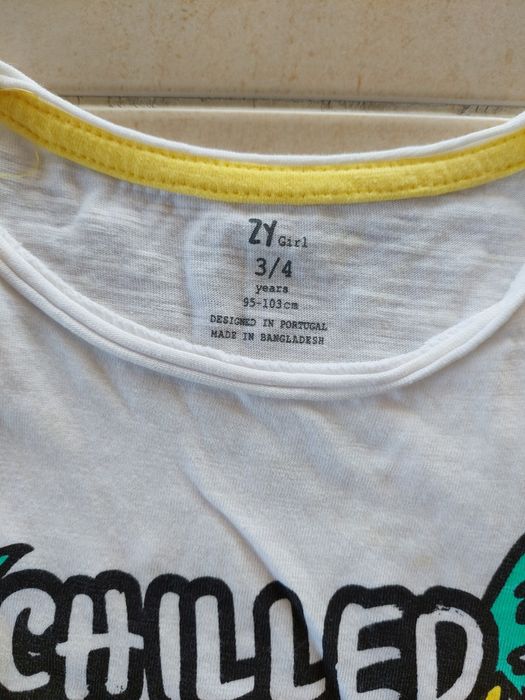 ZY Girl
3/4
years
95-103cm
DESIGNED IN PORTUGAL
MADE IN BANGLADESH
CHILLED